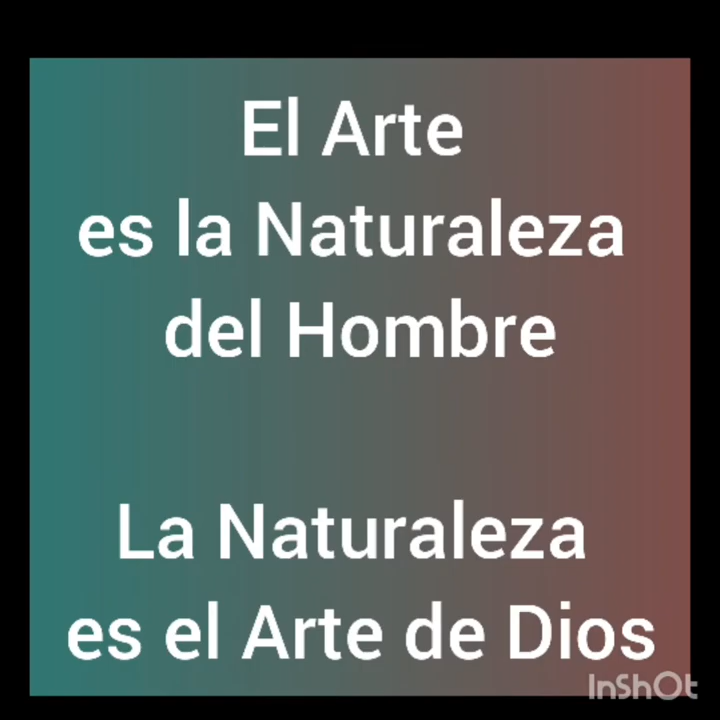 El Arte
es la Naturaleza
del Hombre
La Naturaleza
es el Arte de Dios
InShOt